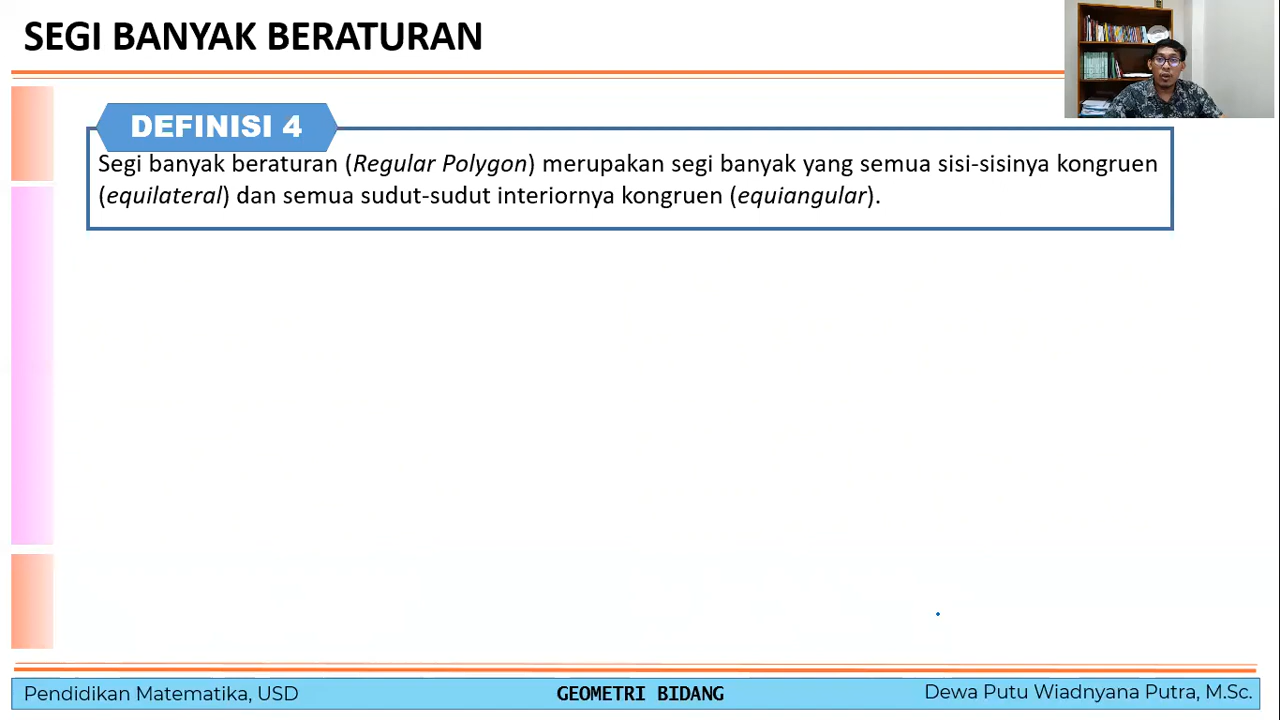 SEGI BANYAK BERATURAN
DEFINISI 4
Segi banyak beraturan (Regular Polygon) merupakan segi banyak yang semua sisi-sisinya kongruen
(equilateral) dan semua sudut-sudut interiornya kongruen (equiangular).
Pendidikan Matematika, USD
GEOMETRI BIDANG
Dewa Putu Wiadnyana Putra, M.Sc.